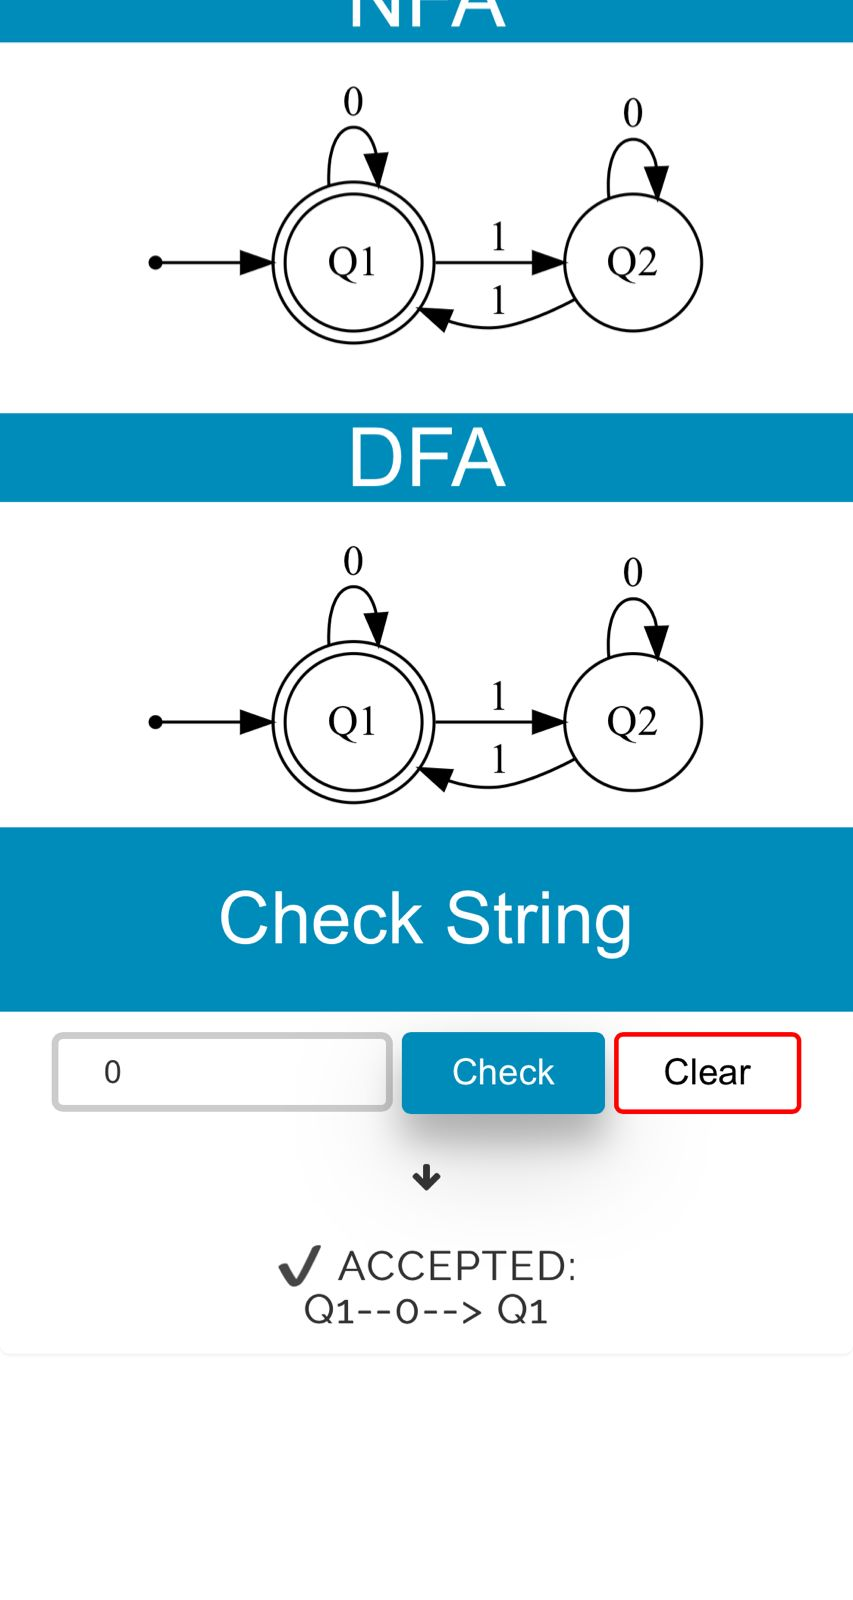 NFA
0
0
Q1
1
Q2
1
DFA
0
0
Q1
1
Q2
1
Check String
0
Check
Clear
ACCEPTED:
Q1--0--> Q1